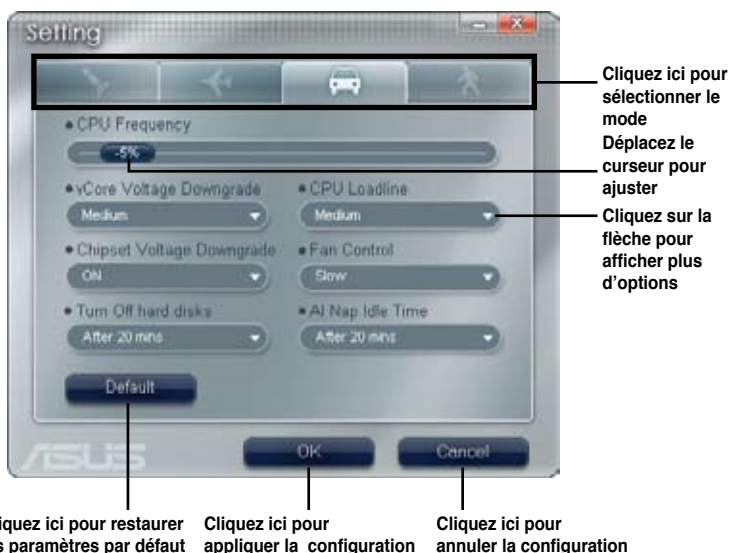 Setting
Cliquez ici pour
sélectionner le
mode
• CPU Frequency
-5%
Déplacez le
curseur pour
ajuster
• vCore Voltage Downgrade
• CPU Loadline
Medium
Medium
Cliquez sur la
flèche pour
afficher plus
d'options
• Chipset Voltage Downgrade
• Fan Control
ON
Slow
• Turn Off hard disks
• AI Nap Idle Time
After 20 mins
After 20 mins
Default
ASUS
OK
Cancel
iquez ici pour restaurer
s paramètres par défaut
Cliquez ici pour
appliquer la configuration
Cliquez ici pour
annuler la configuration